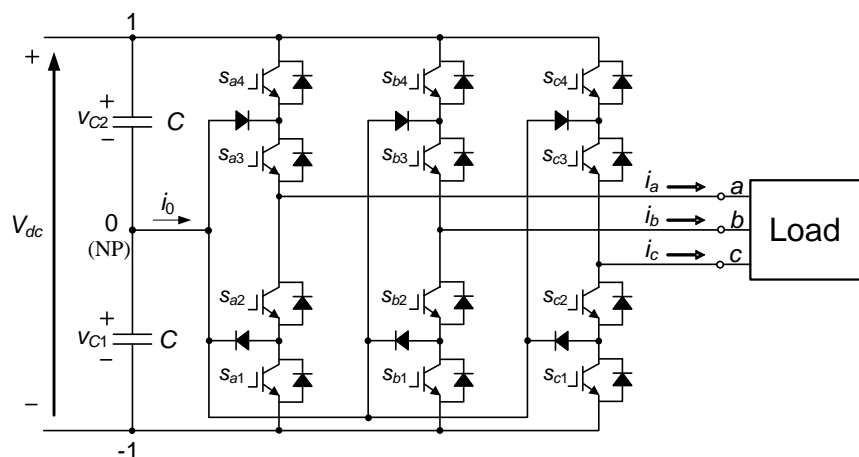 1
+
s_a4
s_b4
s_c4
+
v_C2
C
−
s_a3
s_b3
s_c3
i_a
a
V_dc
0
i_0
i_b
b
Load
(NP)
i_c
c
s_a2
s_b2
s_c2
+
v_C1
C
−
s_a1
s_b1
s_c1
−
-1